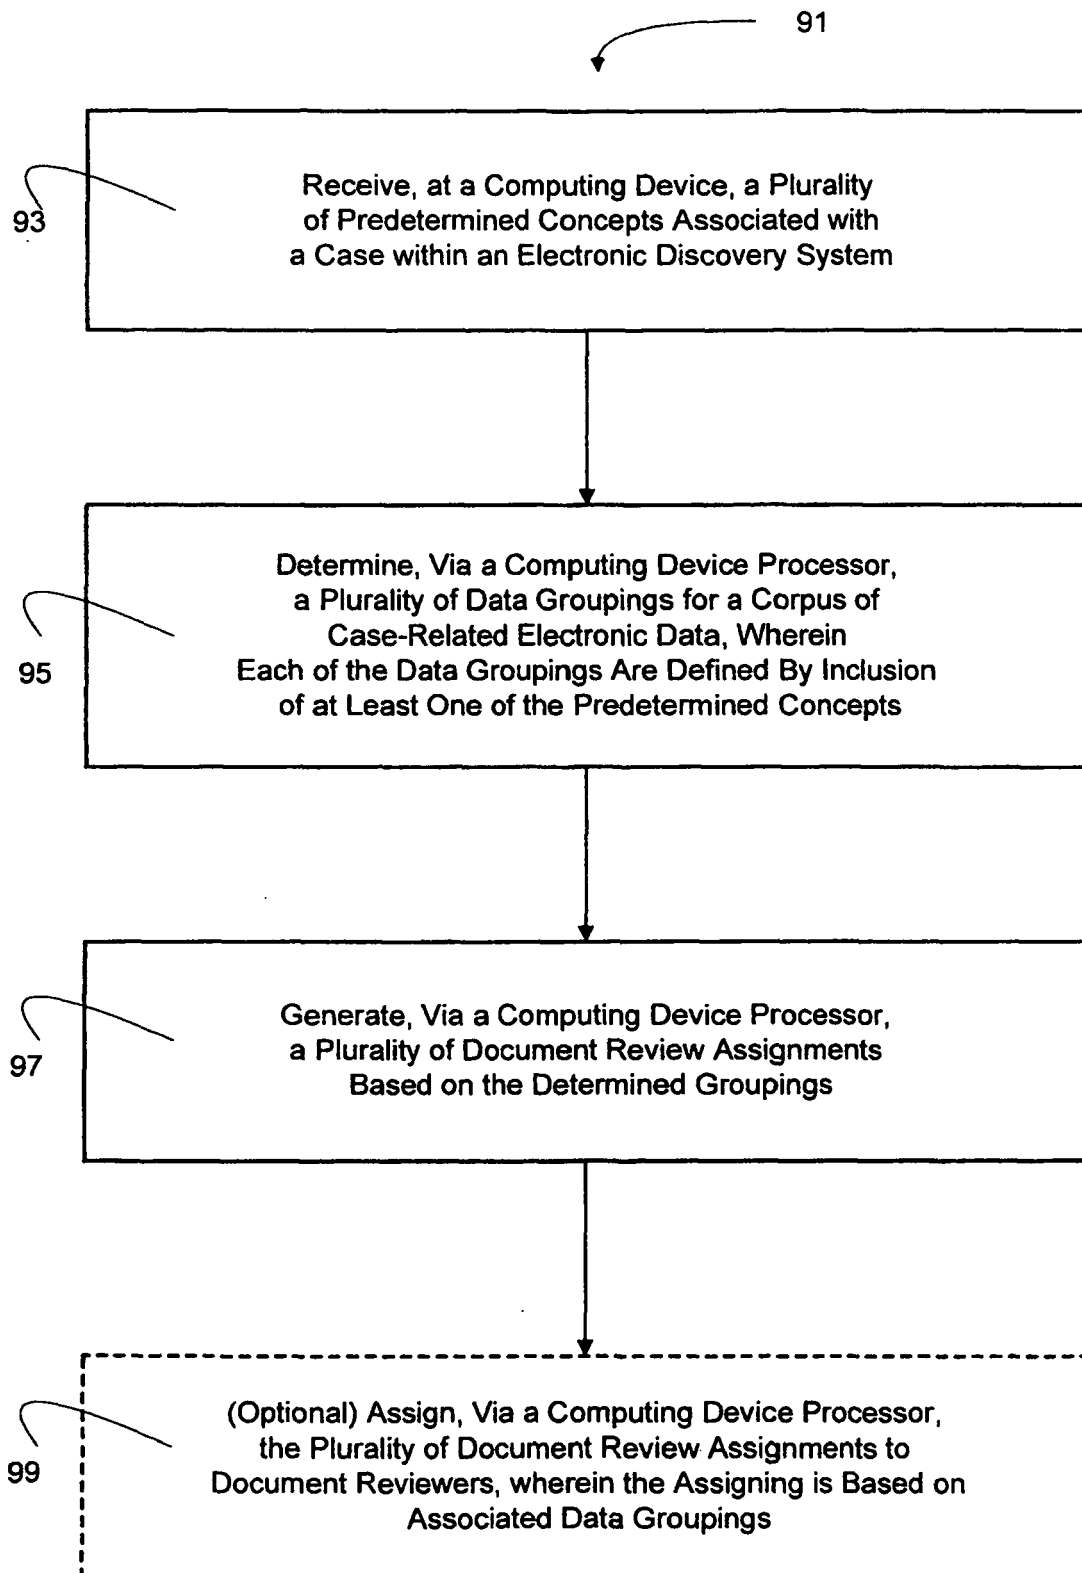 91
93
Receive, at a Computing Device, a Plurality
of Predetermined Concepts Associated with
a Case within an Electronic Discovery System
95
Determine, Via a Computing Device Processor,
a Plurality of Data Groupings for a Corpus of
Case-Related Electronic Data, Wherein
Each of the Data Groupings Are Defined By Inclusion
of at Least One of the Predetermined Concepts
97
Generate, Via a Computing Device Processor,
a Plurality of Document Review Assignments
Based on the Determined Groupings
99
(Optional) Assign, Via a Computing Device Processor,
the Plurality of Document Review Assignments to
Document Reviewers, wherein the Assigning is Based on
Associated Data Groupings